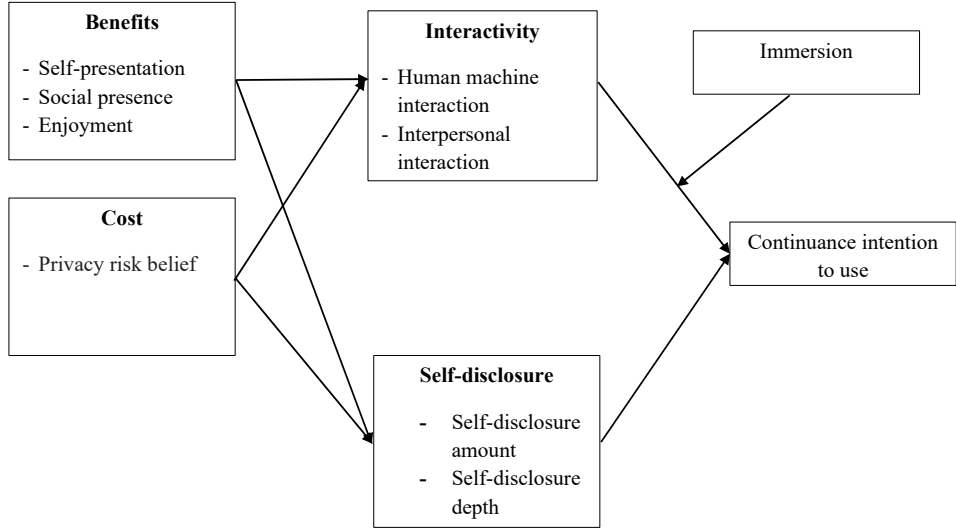 Benefits
- Self-presentation
- Social presence
- Enjoyment
Cost
- Privacy risk belief
Interactivity
- Human machine
interaction
- Interpersonal
interaction
Self-disclosure
- Self-disclosure
amount
- Self-disclosure
depth
Immersion
Continuance intention
to use